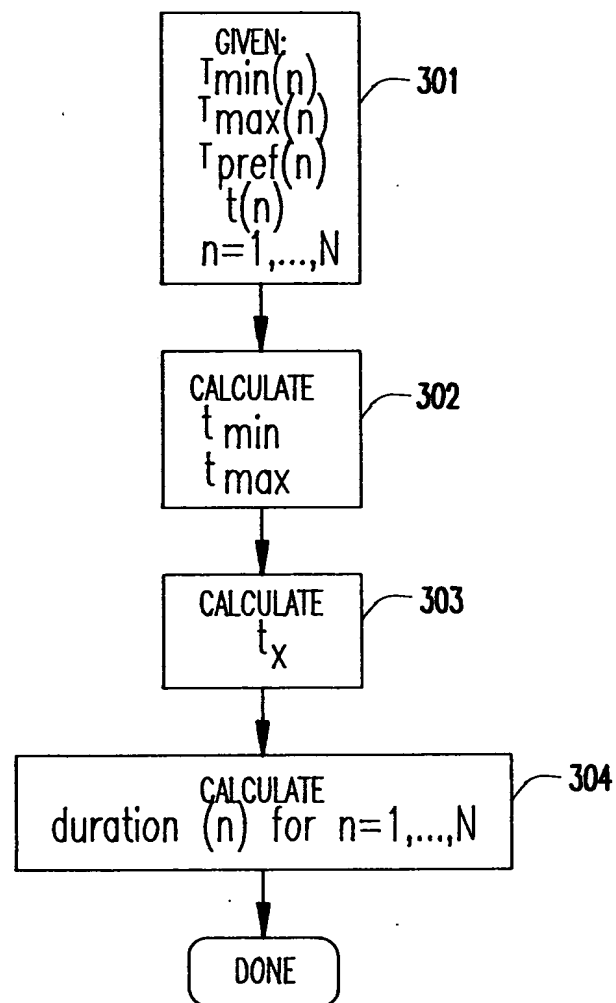 GIVEN:
Tmin(n)
Tmax(n)
Tpref(n)
t(n)
n=1,...,N
301
CALCULATE
t min
t max
302
CALCULATE
tx
303
CALCULATE
duration (n) for n=1,...,N
304
DONE